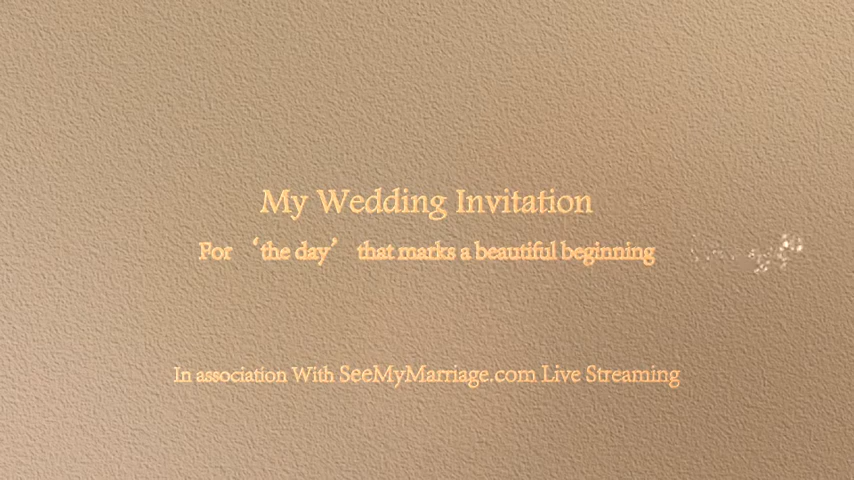 My Wedding Invitation
For ‘the day’ that marks a beautiful beginning
In association With SeeMyMarriage.com Live Streaming